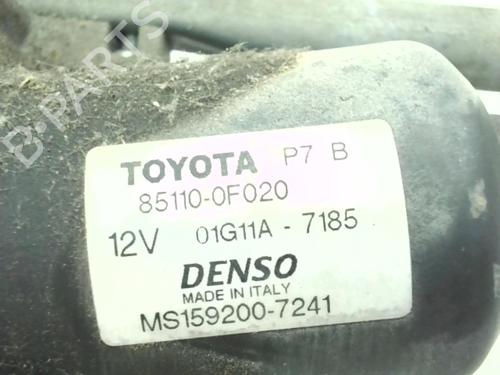 TOYOTA P7 B
85110-0F020
12V 01G11A - 7185
DENSO
MADE IN ITALY
MS159200-7241
B-PARTS